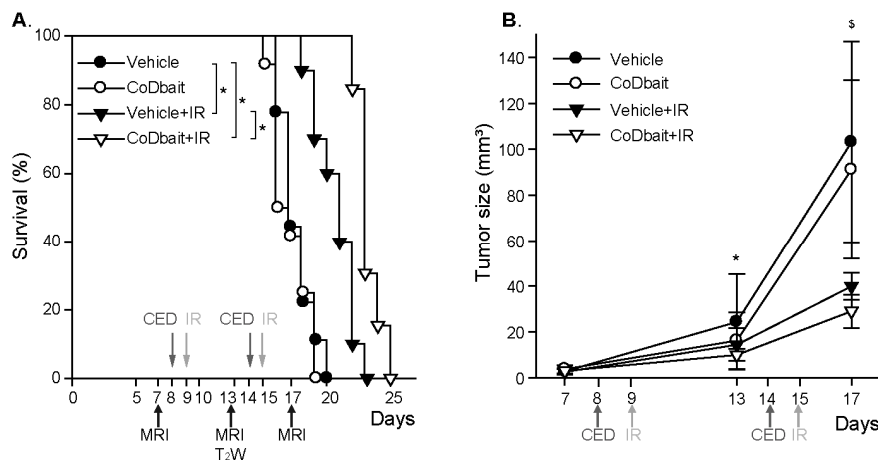 A.
100
80
60
40
20
0
Survival (%)
Vehicle
CoDbait
Vehicle+IR
CoDbait+IR
*
*
*
CED IR CED IR
0 5 7 8 9 10 13 14 15 17 20 25
Days
MRI MRI MRI
T₂W
B.
$
140
120
100
80
60
40
20
0
Tumor size (mm³)
Vehicle
CoDbait
Vehicle+IR
CoDbait+IR
*
7 8 9 13 14 15 17
CED IR CED IR Days